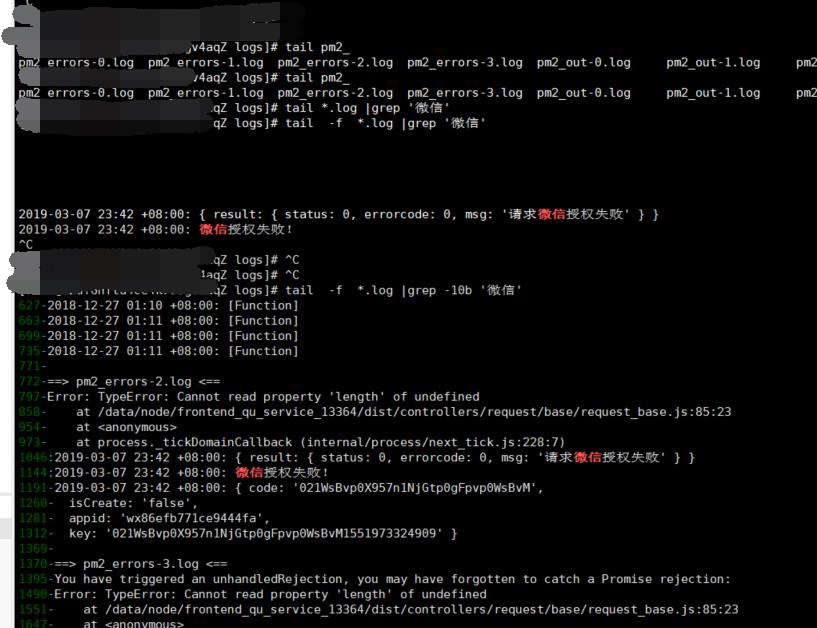 gv4aqZ logs]# tail pm2_
pm2_errors-0.log  pm2_errors-1.log  pm2_errors-2.log  pm2_errors-3.log  pm2_out-0.log     pm2_out-1.log     pm2
v4aqZ logs]# tail pm2_
pm2_errors-0.log  pm2_errors-1.log  pm2_errors-2.log  pm2_errors-3.log  pm2_out-0.log     pm2_out-1.log     pm2
qZ logs]# tail *.log |grep '微信'
qZ logs]# tail  -f  *.log |grep '微信'
2019-03-07 23:42 +08:00: { result: { status: 0, errorcode: 0, msg: '请求微信授权失败' } }
2019-03-07 23:42 +08:00: 微信授权失败!
^C
qZ logs]# ^C
4aqZ logs]# ^C
logs]# tail  -f  *.log |grep -10b '微信'
627-2018-12-27 01:10 +08:00: [Function]
663-2018-12-27 01:11 +08:00: [Function]
699-2018-12-27 01:11 +08:00: [Function]
735-2018-12-27 01:11 +08:00: [Function]
771-
772-==> pm2_errors-2.log <==
797-Error: TypeError: Cannot read property 'length' of undefined
858-    at /data/node/frontend_qu_service_13364/dist/controllers/request/base/request_base.js:85:23
954-    at <anonymous>
973-    at process._tickDomainCallback (internal/process/next_tick.js:228:7)
1046:2019-03-07 23:42 +08:00: { result: { status: 0, errorcode: 0, msg: '请求微信授权失败' } }
1144:2019-03-07 23:42 +08:00: 微信授权失败!
1191-2019-03-07 23:42 +08:00: { code: '021WsBvp0X957n1NjGtp0gFpvp0WsBvM',
1260-  isCreate: 'false',
1281-  appid: 'wx86efb771ce9444fa',
1312-  key: '021WsBvp0X957n1NjGtp0gFpvp0WsBvM1551973324909' }
1369-
1370-==> pm2_errors-3.log <==
1395-You have triggered an unhandledRejection, you may have forgotten to catch a Promise rejection:
1490-Error: TypeError: Cannot read property 'length' of undefined
1551-    at /data/node/frontend_qu_service_13364/dist/controllers/request/base/request_base.js:85:23
1647-    at <anonymous>